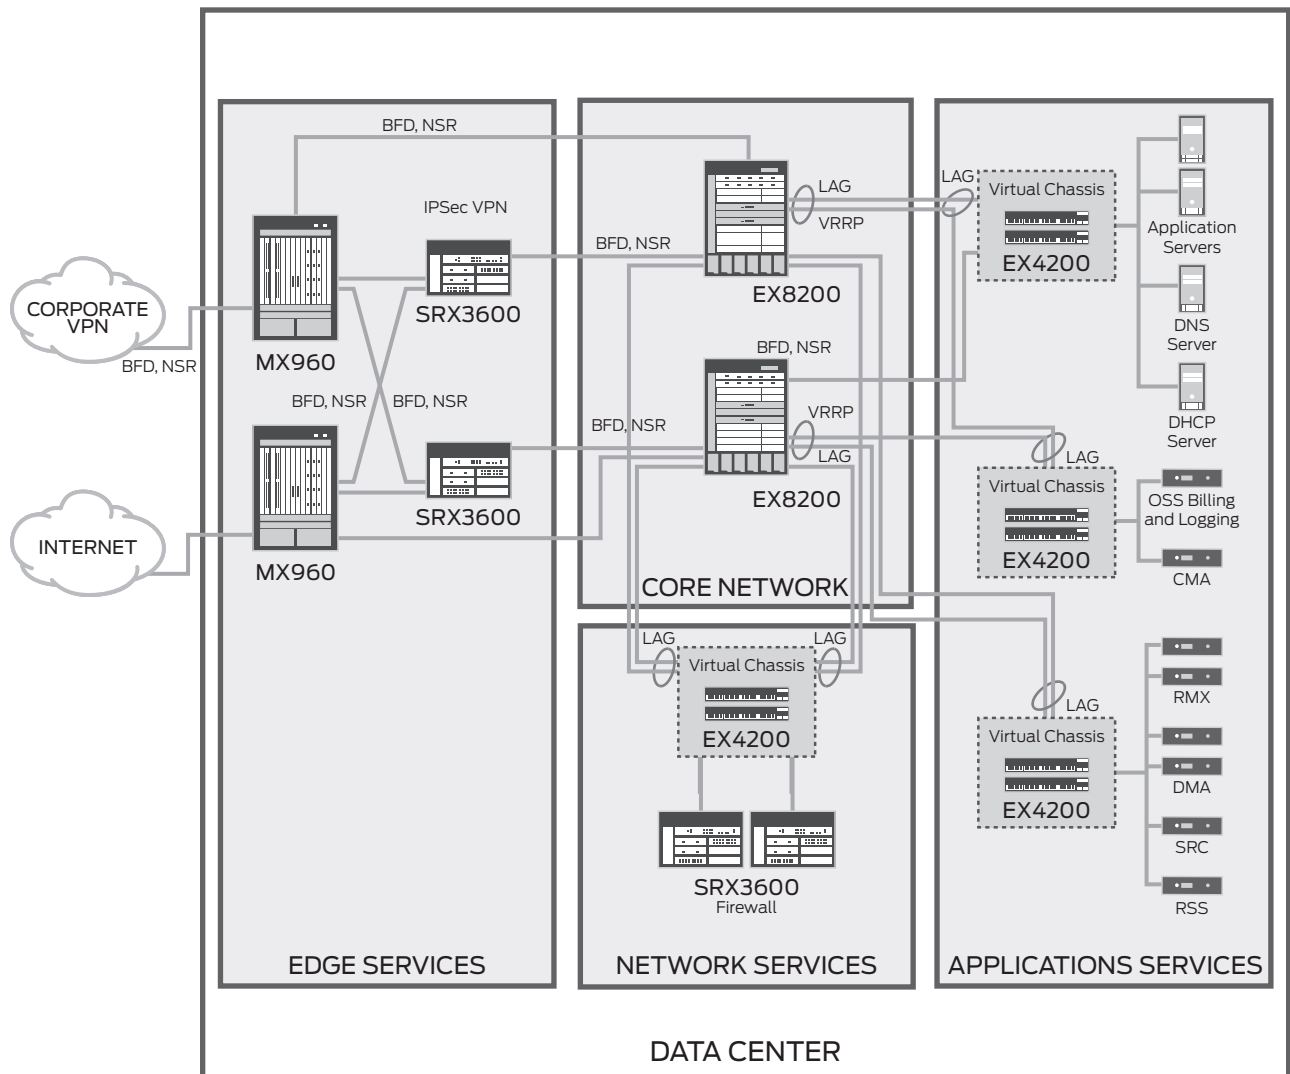 BFD, NSR
IPSec VPN
BFD, NSR
LAG
VRRP
EX8200
SRX3600
CORPORATE
VPN
BFD, NSR
MX960
BFD, NSR
BFD, NSR
BFD, NSR
BFD, NSR
VRRP
LAG
EX8200
SRX3600
INTERNET
MX960
CORE NETWORK
LAG
Virtual Chassis
EX4200
Application
Servers
DNS
Server
DHCP
Server
LAG
Virtual Chassis
EX4200
OSS Billing
and Logging
CMA
LAG
LAG
Virtual Chassis
EX4200
SRX3600
Firewall
LAG
Virtual Chassis
EX4200
RMX
DMA
SRC
RSS
EDGE SERVICES
NETWORK SERVICES
APPLICATIONS SERVICES
DATA CENTER